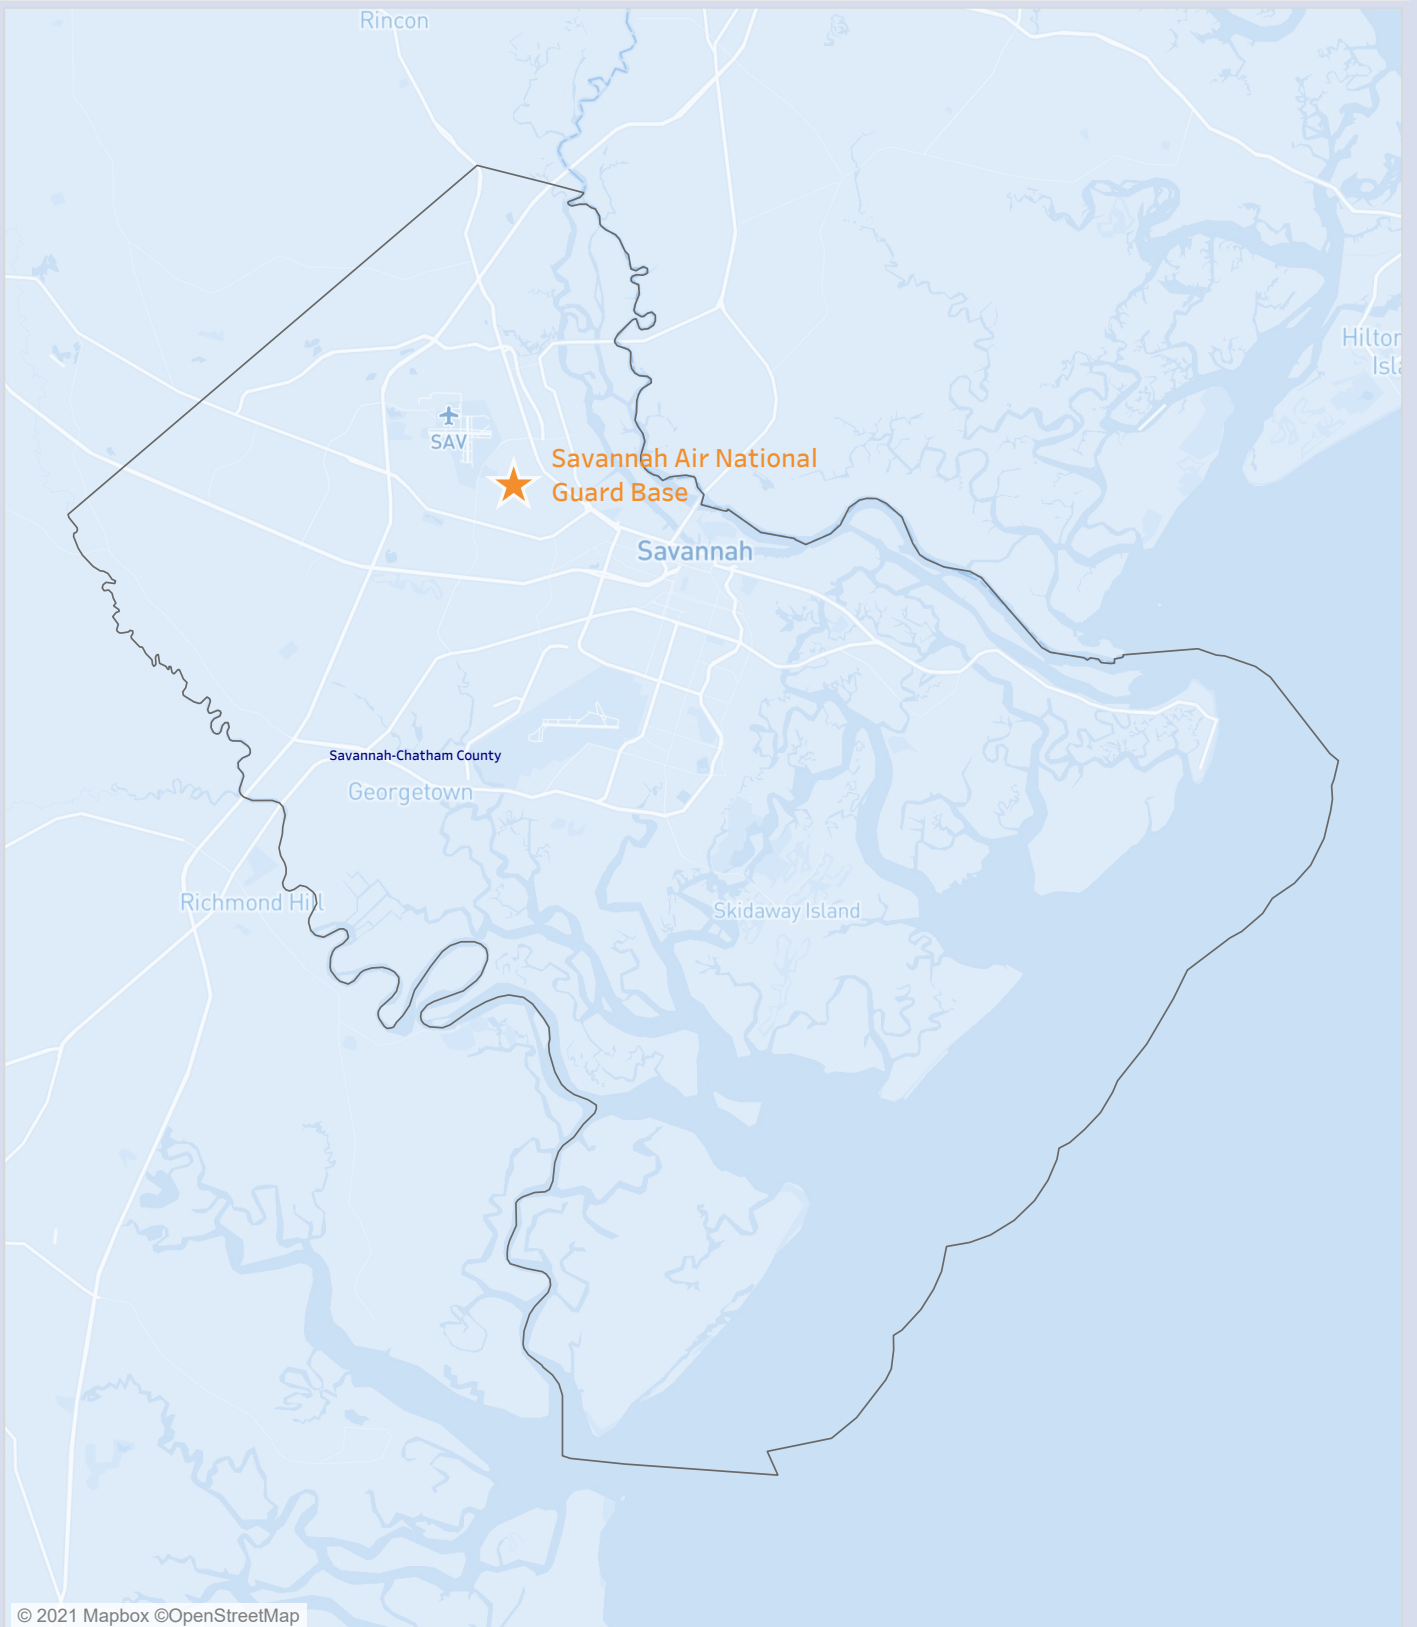 Rincon
Hilton
Isla
SAV
Savannah Air National
Guard Base
Savannah
Savannah-Chatham County
Georgetown
Richmond Hill
Skidaway Island
© 2021 Mapbox ©OpenStreetMap